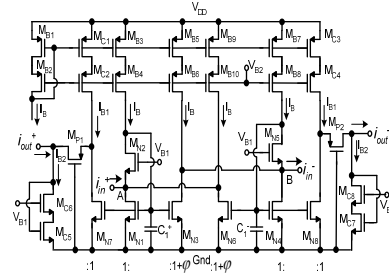 V_DD
M_B1 M_C1 M_B3 M_B5 M_B9 M_B7 M_C3
M_B2 M_C2 M_B4 M_B6 M_B10 V_B2 M_B8 M_C4
I_B I_B1 I_B I_B I_B I_B I_B1
i_out^+ I_B2 M_P1 M_N2 V_B1 V_B1 M_N5 M_P2 i_out^- I_B2
i_in^+ A B i_in^-
V_B1 M_C6 M_C5 M_C8 M_C7
M_N7 M_N1 C_1^+ M_N3 M_N6 C_1^- M_N4 M_N8
:1 1: :1+φ Gnd :1+φ 1: :1